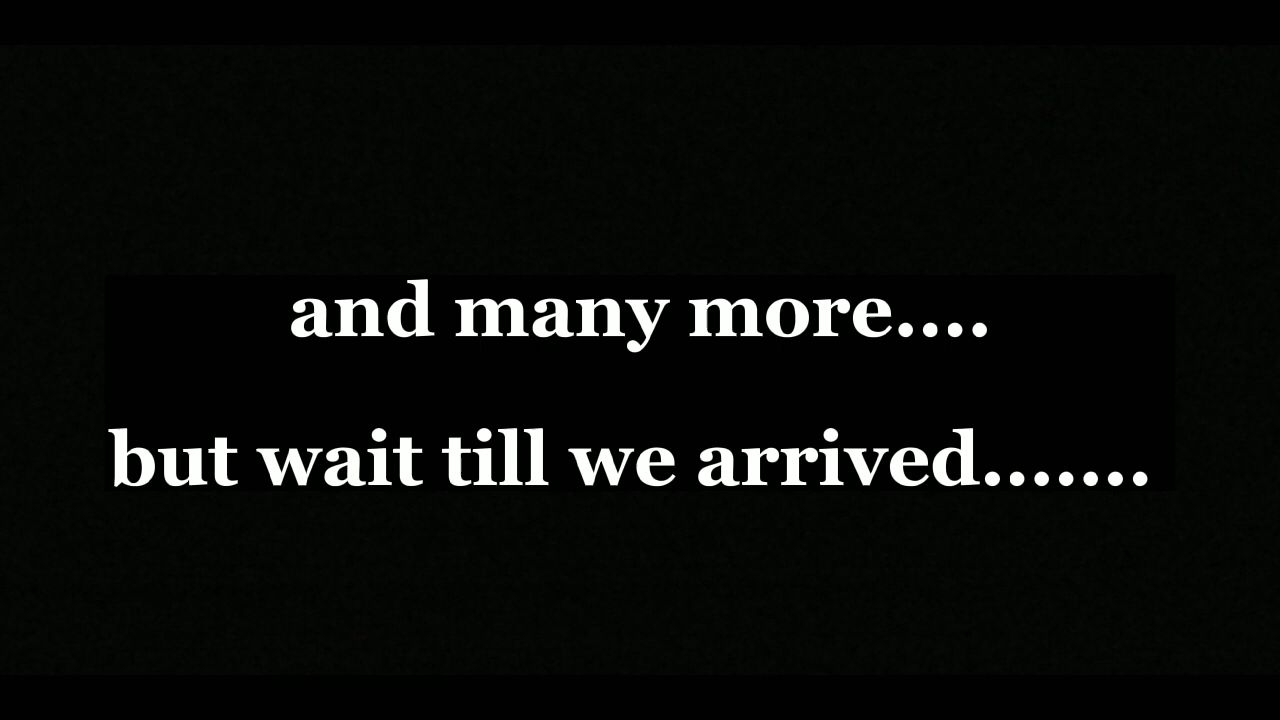 and many more....
but wait till we arrived.......